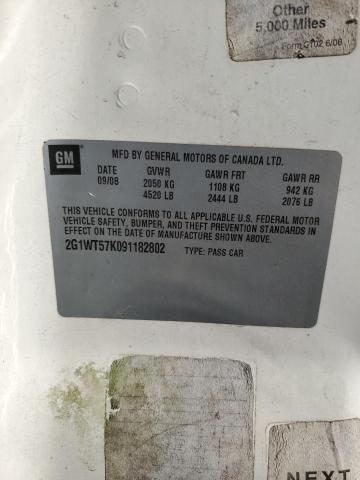 Other
5,000 Miles
Form C102 6/06
GM
MFD BY GENERAL MOTORS OF CANADA LTD.
DATE GVWR GAWR FRT GAWR RR
09/08 2050 KG 1108 KG 942 KG
4520 LB 2444 LB 2076 LB
THIS VEHICLE CONFORMS TO ALL APPLICABLE U.S. FEDERAL MOTOR
VEHICLE SAFETY, BUMPER, AND THEFT PREVENTION STANDARDS IN
EFFECT ON THE DATE OF MANUFACTURE SHOWN ABOVE.
2G1WT57K091182802 TYPE: PASS CAR
NEXT